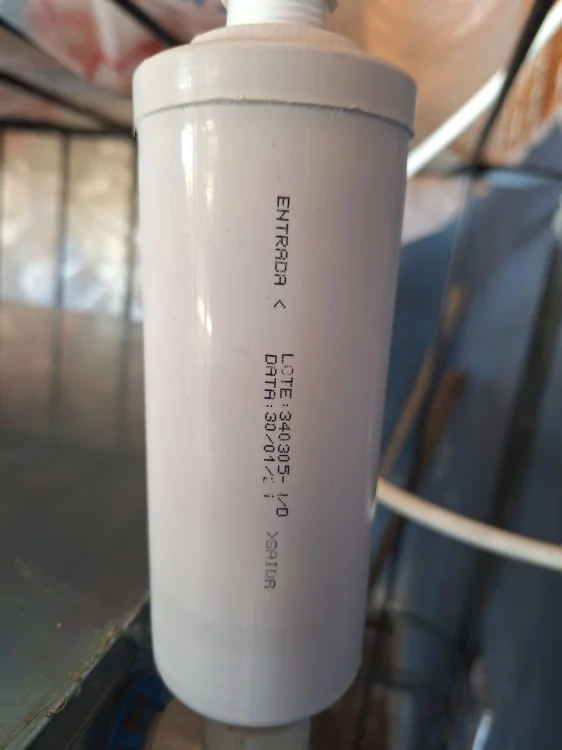 ENTRADA <
LOTE:340305-
DATA:30/01/
>SAIDA